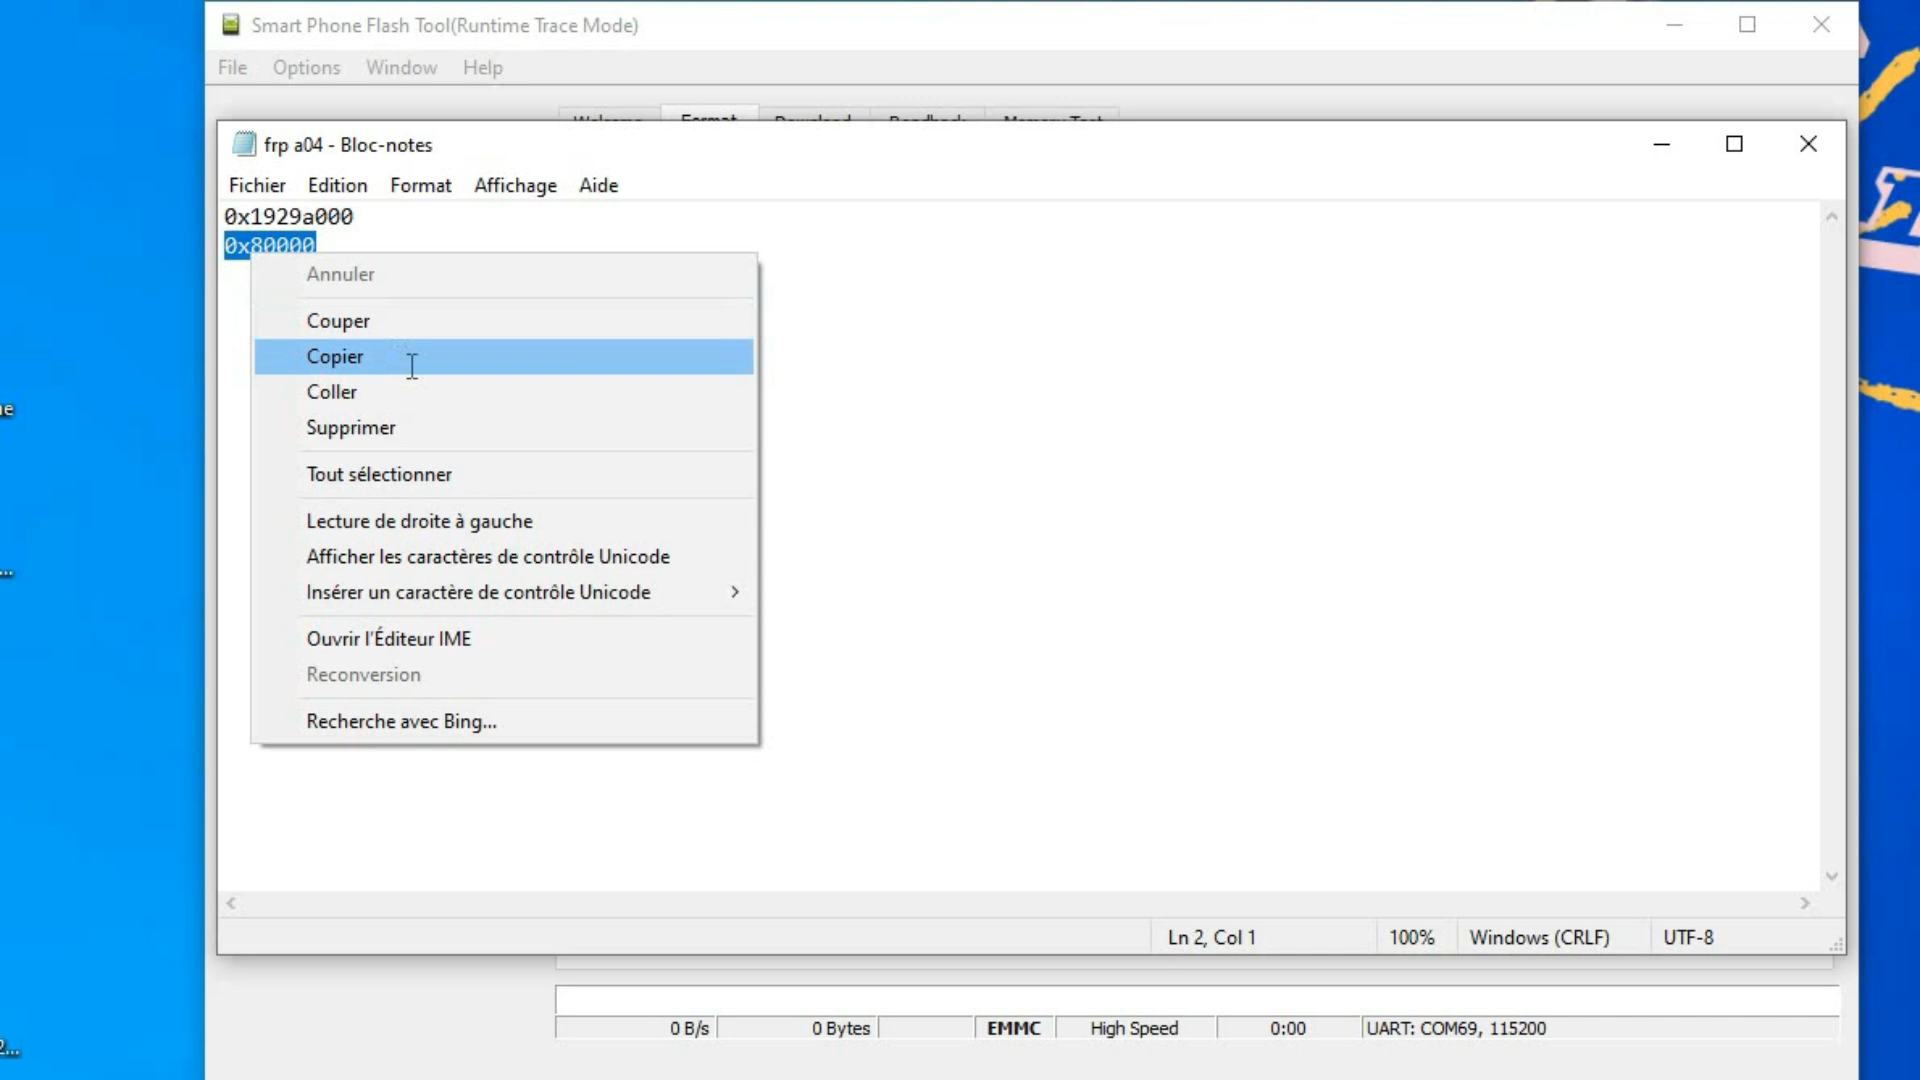 Smart Phone Flash Tool(Runtime Trace Mode)
File Options Window Help
Welcome Format Download Readback Memory Test
frp a04 - Bloc-notes
Fichier Edition Format Affichage Aide
0x1929a000
0x80000
Annuler
Couper
Copier
Coller
Supprimer
Tout sélectionner
Lecture de droite à gauche
Afficher les caractères de contrôle Unicode
Insérer un caractère de contrôle Unicode
Ouvrir l'Éditeur IME
Reconversion
Recherche avec Bing...
Ln 2, Col 1 100% Windows (CRLF) UTF-8
0 B/s 0 Bytes EMMC High Speed 0:00 UART: COM69, 115200